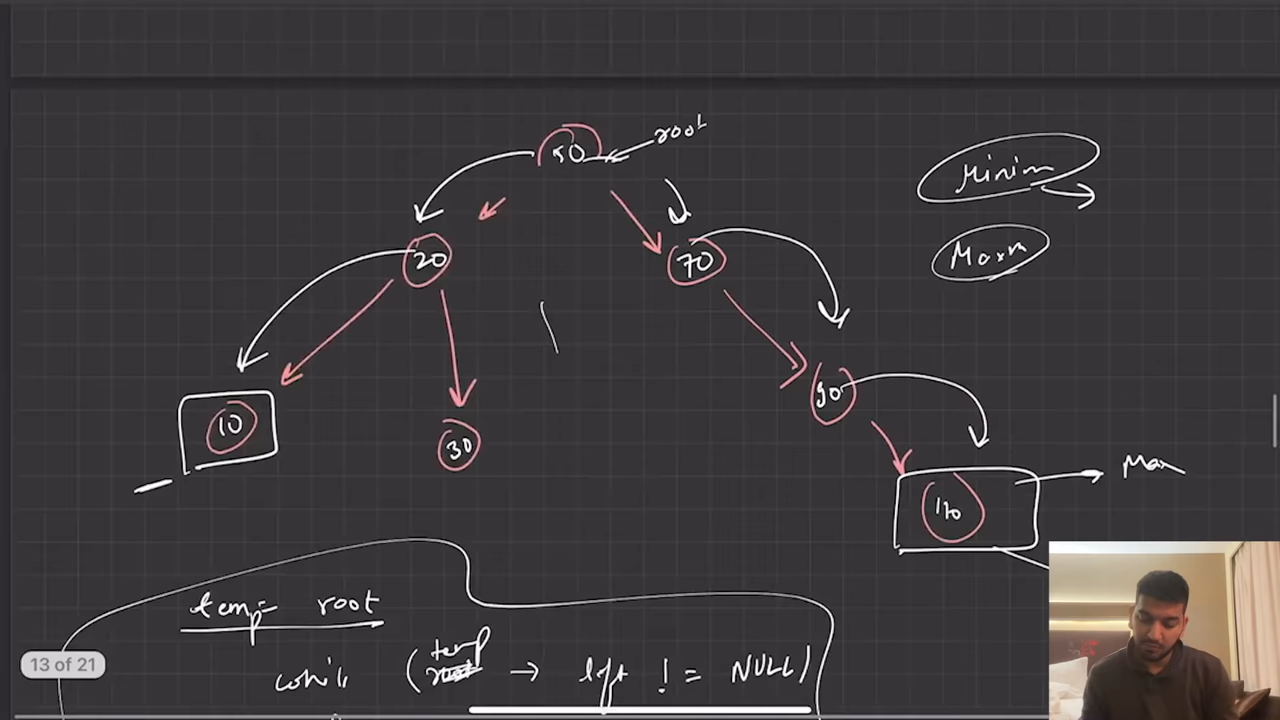 50
root
Minim
20
70
Maxm
10
30
90
Max
temp = root
while (temp → left != NULL)
13 of 21